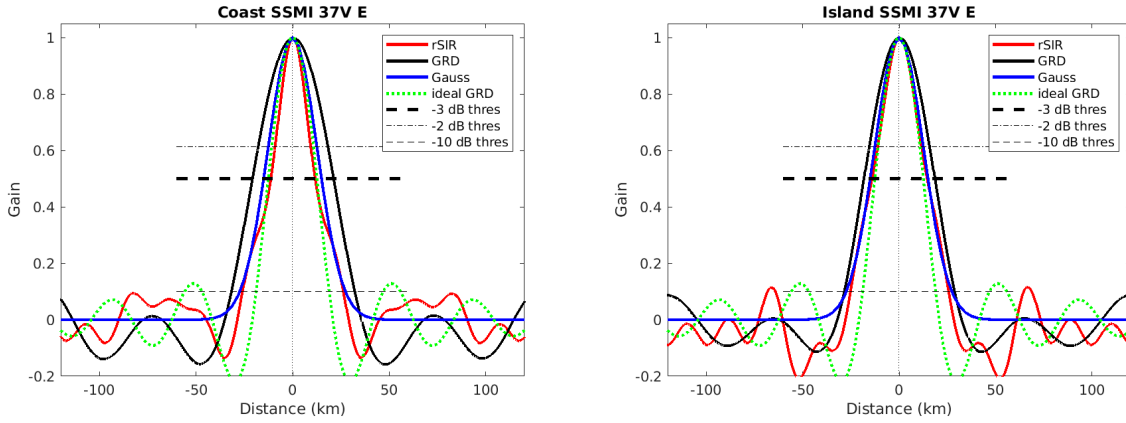 Coast SSMI 37V E
1
0.8
0.6
0.4
0.2
0
-0.2
Gain
-100
-50
0
50
100
Distance (km)
rSIR
GRD
Gauss
ideal GRD
-3 dB thres
-2 dB thres
-10 dB thres
Island SSMI 37V E
1
0.8
0.6
0.4
0.2
0
-0.2
Gain
-100
-50
0
50
100
Distance (km)
rSIR
GRD
Gauss
ideal GRD
-3 dB thres
-2 dB thres
-10 dB thres